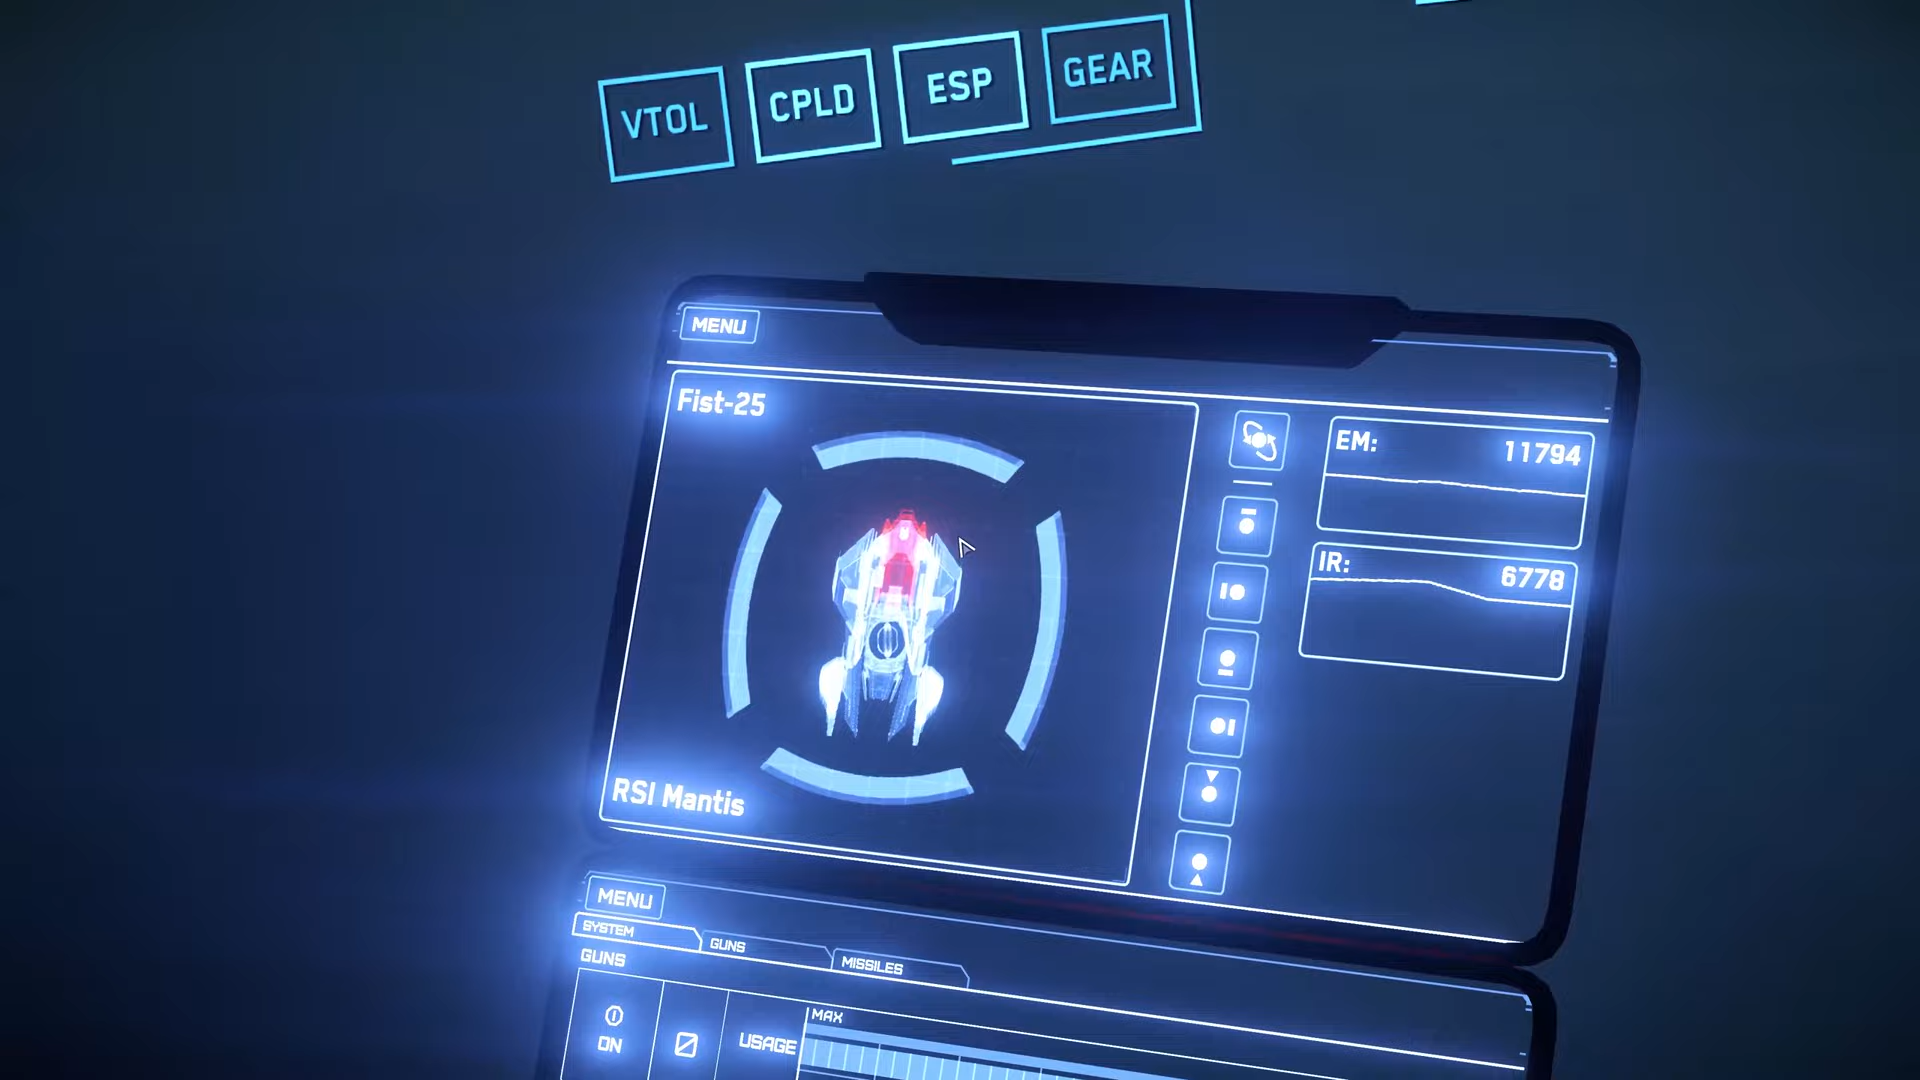 VTOL
CPLD
ESP
GEAR
MENU
Fist-25
EM: 11794
IR: 6778
RSI Mantis
MENU
SYSTEM
GUNS
MISSILES
GUNS
MAX
ON
USAGE